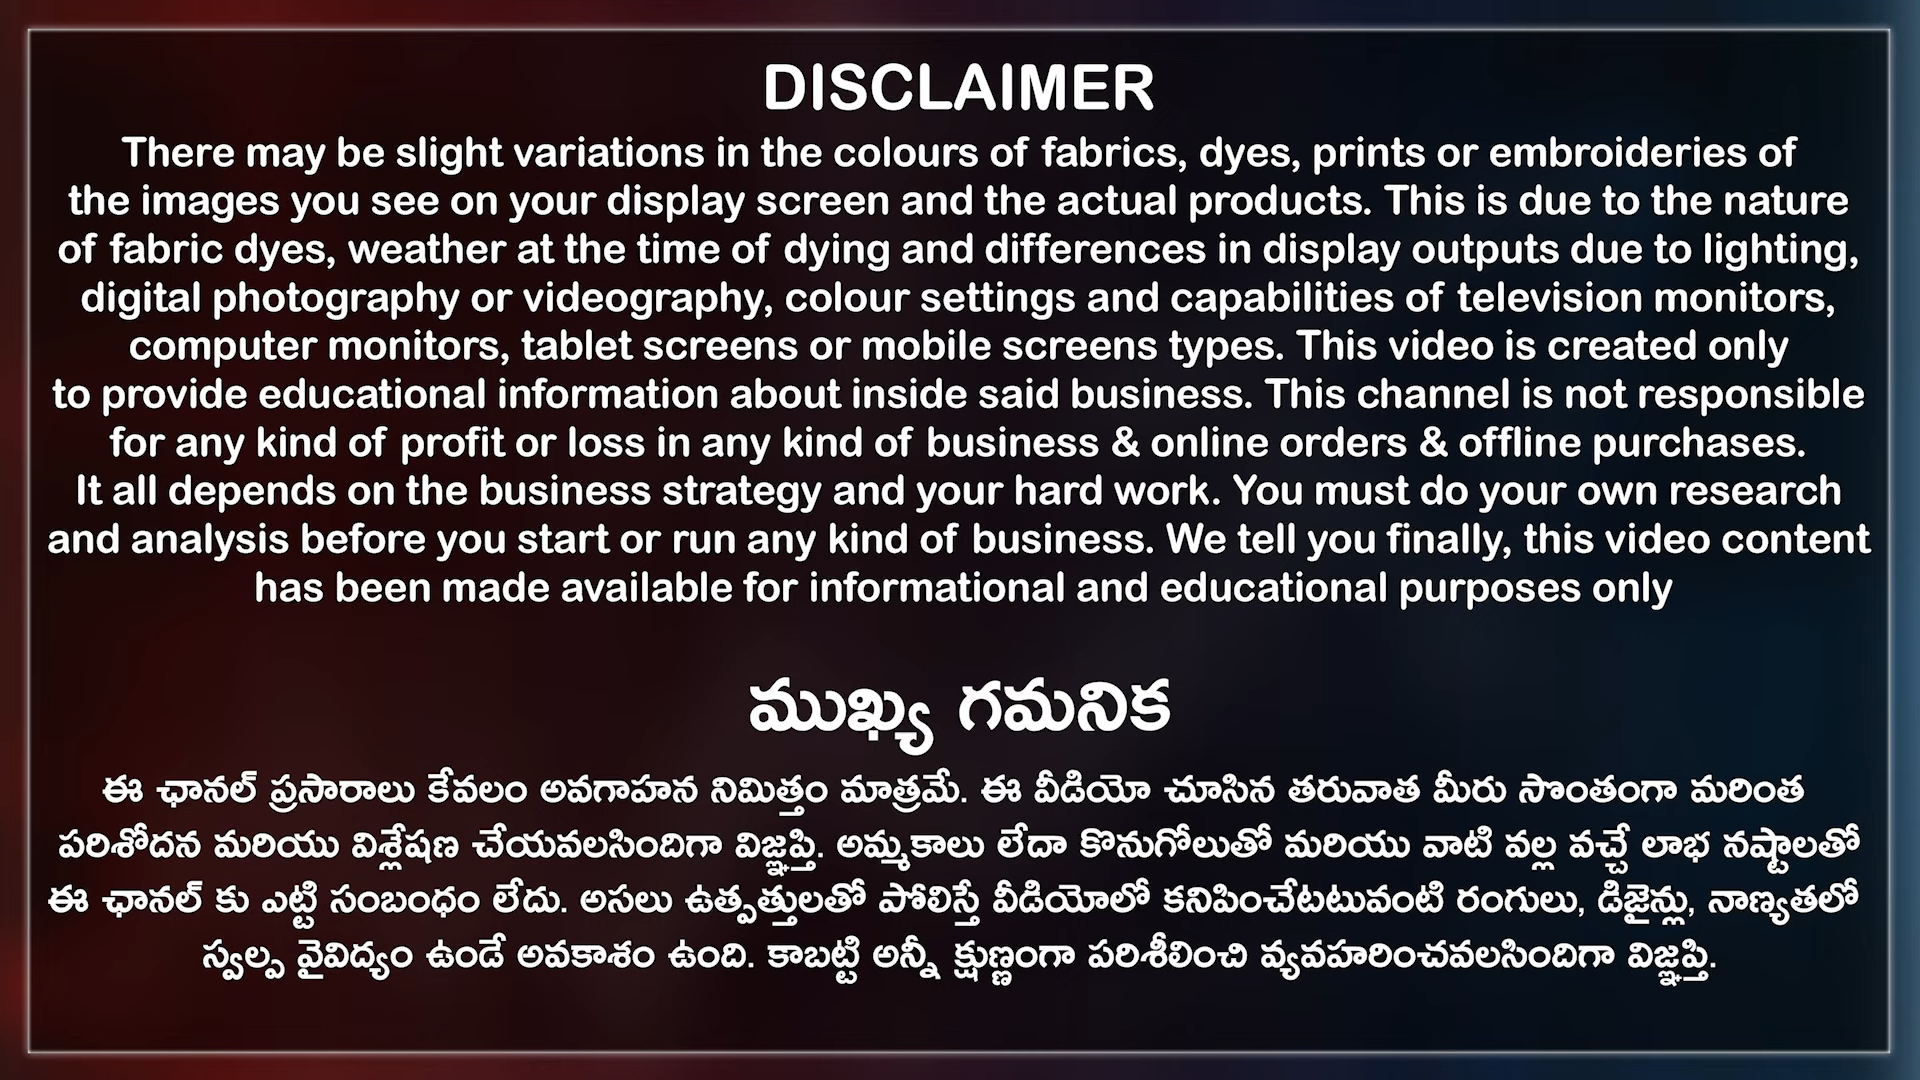 DISCLAIMER
There may be slight variations in the colours of fabrics, dyes, prints or embroideries of
the images you see on your display screen and the actual products. This is due to the nature
of fabric dyes, weather at the time of dying and differences in display outputs due to lighting,
digital photography or videography, colour settings and capabilities of television monitors,
computer monitors, tablet screens or mobile screens types. This video is created only
to provide educational information about inside said business. This channel is not responsible
for any kind of profit or loss in any kind of business & online orders & offline purchases.
It all depends on the business strategy and your hard work. You must do your own research
and analysis before you start or run any kind of business. We tell you finally, this video content
has been made available for informational and educational purposes only
ముఖ్య గమనిక
ఈ ఛానల్ ప్రసారాలు కేవలం అవగాహన నిమిత్తం మాత్రమే. ఈ వీడియో చూసిన తరువాత మీరు సొంతంగా మరింత
పరిశోదన మరియు విశ్లేషణ చేయవలసిందిగా విజ్ఞప్తి. అమ్మకాలు లేదా కొనుగోలుతో మరియు వాటి వల్ల వచ్చే లాభ నష్టాలతో
ఈ ఛానల్ కు ఎట్టి సంబంధం లేదు. అసలు ఉత్పత్తులతో పోలిస్తే వీడియోలో కనిపించేటటువంటి రంగులు, డిజైన్లు, నాణ్యతలో
స్వల్ప వైవిద్యం ఉండే అవకాశం ఉంది. కాబట్టి అన్నీ క్షుణ్ణంగా పరిశీలించి వ్యవహరించవలసిందిగా విజ్ఞప్తి.